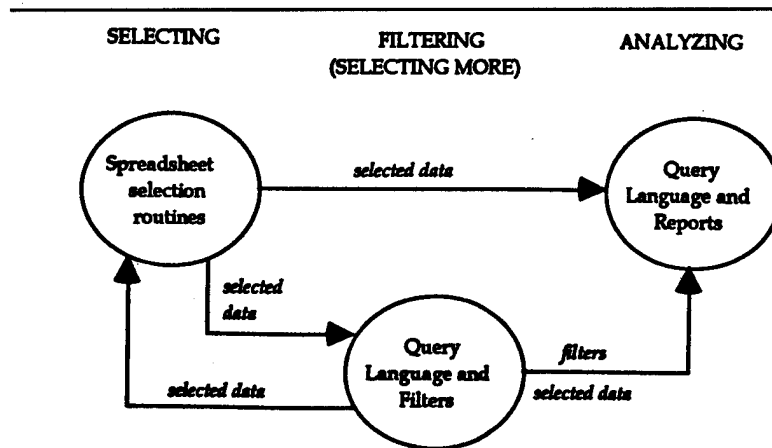 SELECTING
FILTERING
(SELECTING MORE)
ANALYZING
Spreadsheet
selection
routines
selected data
Query
Language and
Reports
selected
data
Query
Language and
Filters
filters
selected data
selected data